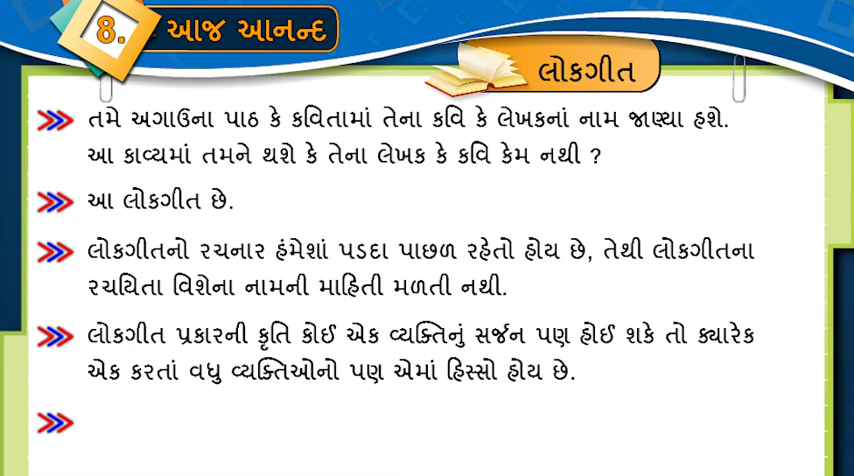 8. આજ આનન્દ
લોકગીત
તમે અગાઉના પાઠ કે કવિતામાં તેના કવિ કે લેખકનાં નામ જાણ્યા હશે.
આ કાવ્યમાં તમને થશે કે તેના લેખક કે કવિ કેમ નથી ?
આ લોકગીત છે.
લોકગીતનો રચનાર હંમેશાં પડદા પાછળ રહેતો હોય છે, તેથી લોકગીતના
રચયિતા વિશેના નામની માહિતી મળતી નથી.
લોકગીત પ્રકારની કૃતિ કોઈ એક વ્યક્તિનું સર્જન પણ હોઈ શકે તો ક્યારેક
એક કરતાં વધુ વ્યક્તિઓનો પણ એમાં હિસ્સો હોય છે.